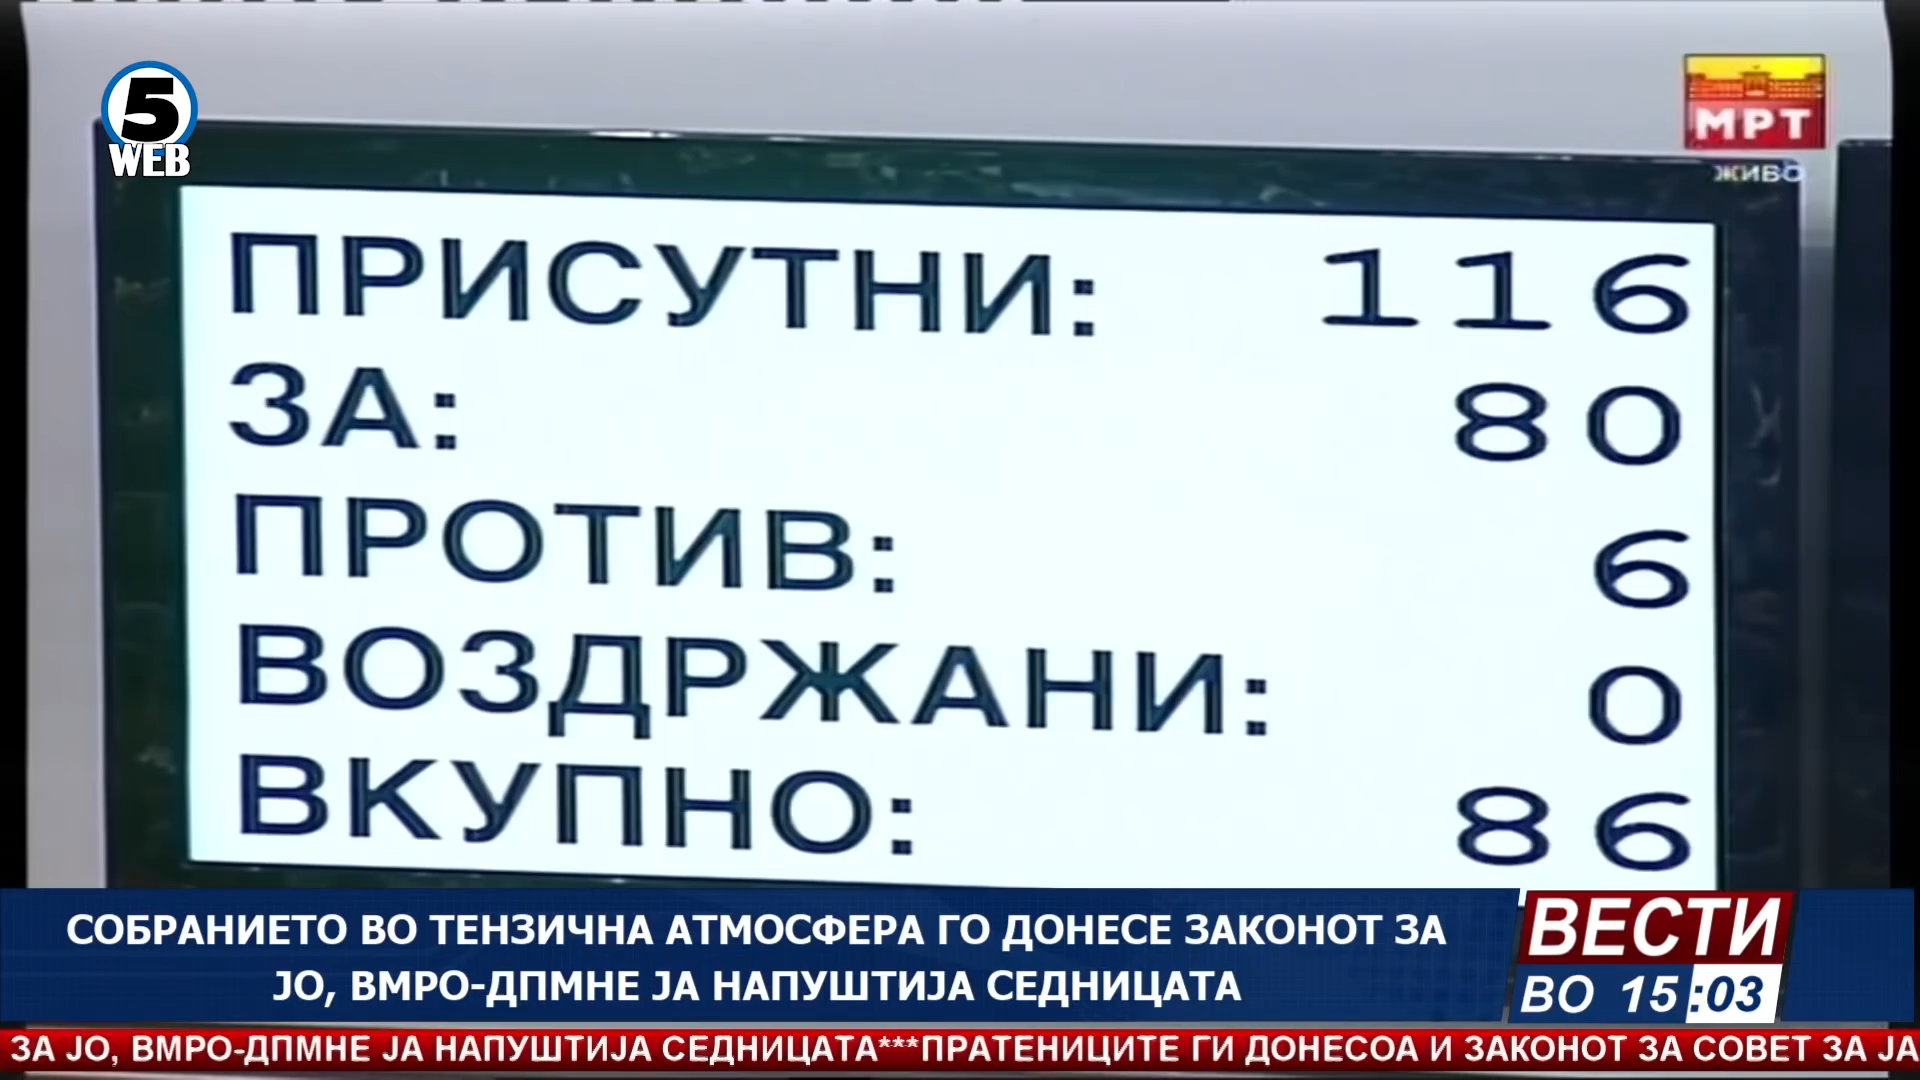 5
WEB
МРТ
ЖИВО
ПРИСУТНИ: 116
ЗА: 80
ПРОТИВ: 6
ВОЗДРЖАНИ: 0
ВКУПНО: 86
СОБРАНИЕТО ВО ТЕНЗИЧНА АТМОСФЕРА ГО ДОНЕСЕ ЗАКОНОТ ЗА
ЈО, ВМРО-ДПМНЕ ЈА НАПУШТИЈА СЕДНИЦАТА
ВЕСТИ
ВО 15:03
ЗА ЈО, ВМРО-ДПМНЕ ЈА НАПУШТИЈА СЕДНИЦАТА***ПРАТЕНИЦИТЕ ГИ ДОНЕСОА И ЗАКОНОТ ЗА СОВЕТ ЗА ЈА